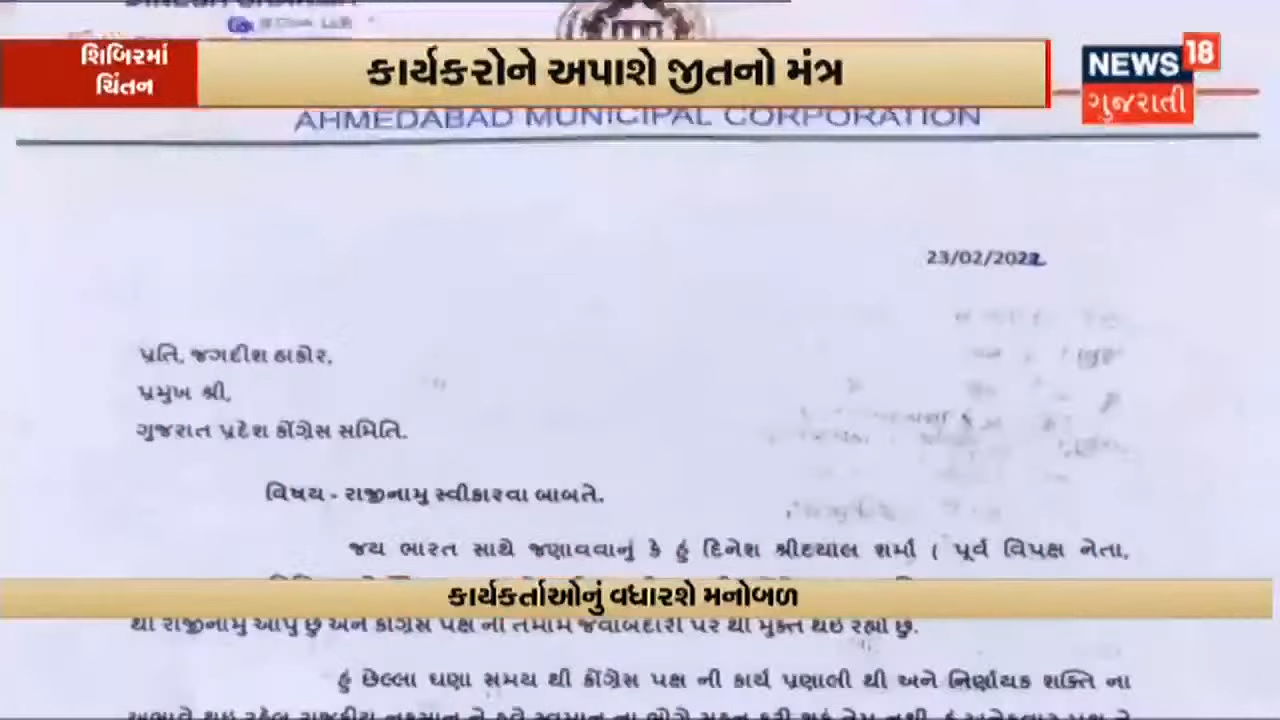 શિબિરમાં
ચિંતન
કાર્યકરોને અપાશે જીતનો મંત્ર
NEWS 18
ગુજરાતી
AHMEDABAD MUNICIPAL CORPORATION
23/02/2022
પ્રતિ, જગદીશ ઠાકોર,
પ્રમુખ શ્રી,
ગુજરાત પ્રદેશ કોંગ્રેસ સમિતિ.
વિષય - રાજીનામુ સ્વીકારવા બાબતે.
જય ભારત સાથે જણાવવાનું કે હું દિનેશ શ્રીદયાલ શર્મા ( પૂર્વ વિપક્ષ નેતા,
કાર્યકર્તાઓનું વધારશે મનોબળ
થી રાજીનામુ આપુ છુ અને કોંગ્રેસ પક્ષ ની તમામ જવાબદારી પર થી મુક્ત થઇ રહ્યો છુ.
હું છેલ્લા ઘણા સમય થી કોંગ્રેસ પક્ષ ની કાર્ય પ્રણાલી થી અને નિર્ણાયક શક્તિ ના